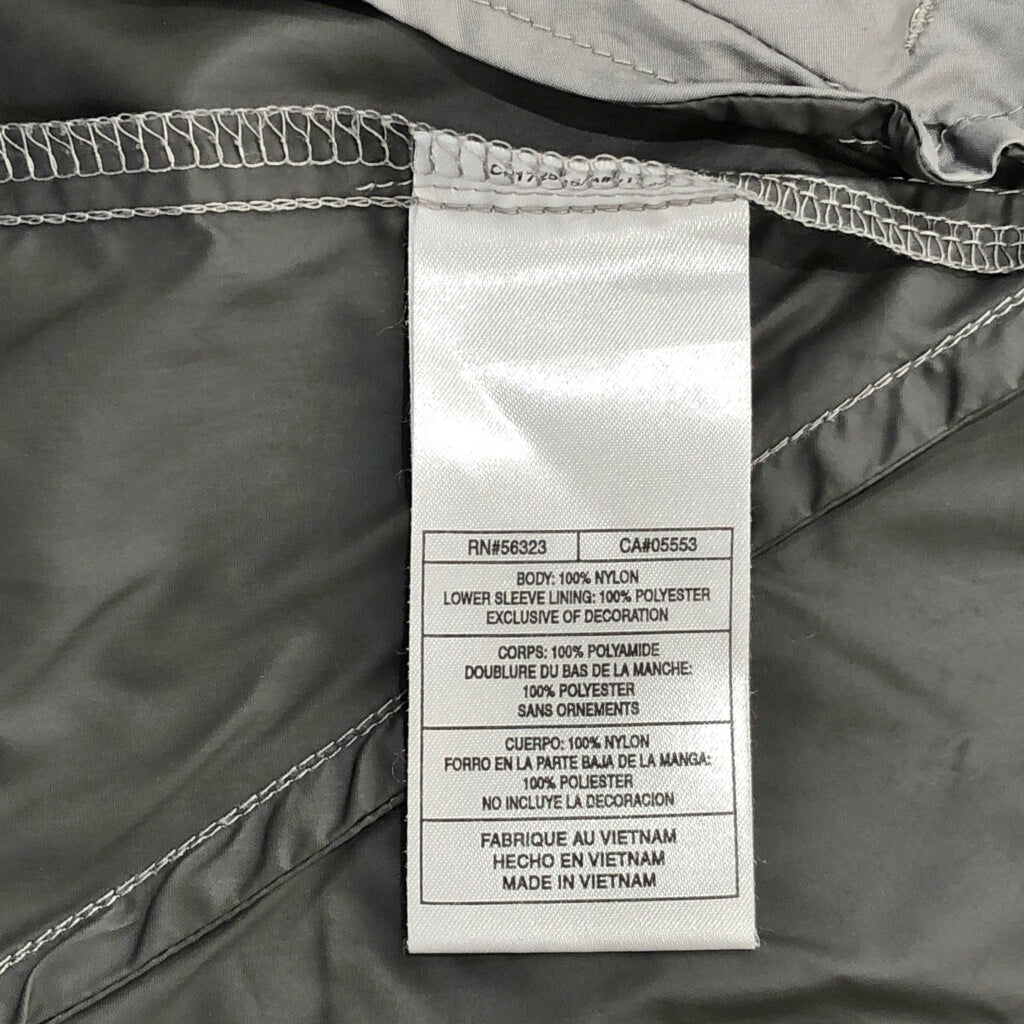 RN#56323 CA#05553
BODY: 100% NYLON
LOWER SLEEVE LINING: 100% POLYESTER
EXCLUSIVE OF DECORATION
CORPS: 100% POLYAMIDE
DOUBLURE DU BAS DE LA MANCHE:
100% POLYESTER
SANS ORNEMENTS
CUERPO: 100% NYLON
FORRO EN LA PARTE BAJA DE LA MANGA:
100% POLIESTER
NO INCLUYE LA DECORACION
FABRIQUE AU VIETNAM
HECHO EN VIETNAM
MADE IN VIETNAM